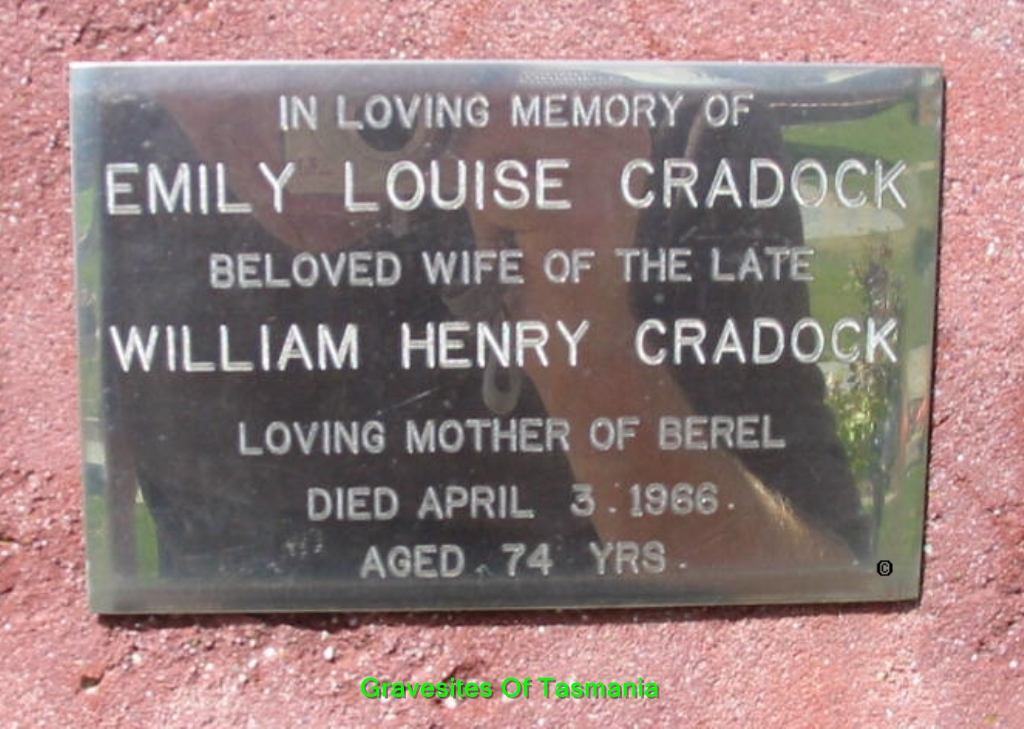 IN LOVING MEMORY OF
EMILY LOUISE CRADOCK
BELOVED WIFE OF THE LATE
WILLIAM HENRY CRADOCK
LOVING MOTHER OF BEREL
DIED APRIL 3. 1966.
AGED 74 YRS.
©
Gravesites Of Tasmania